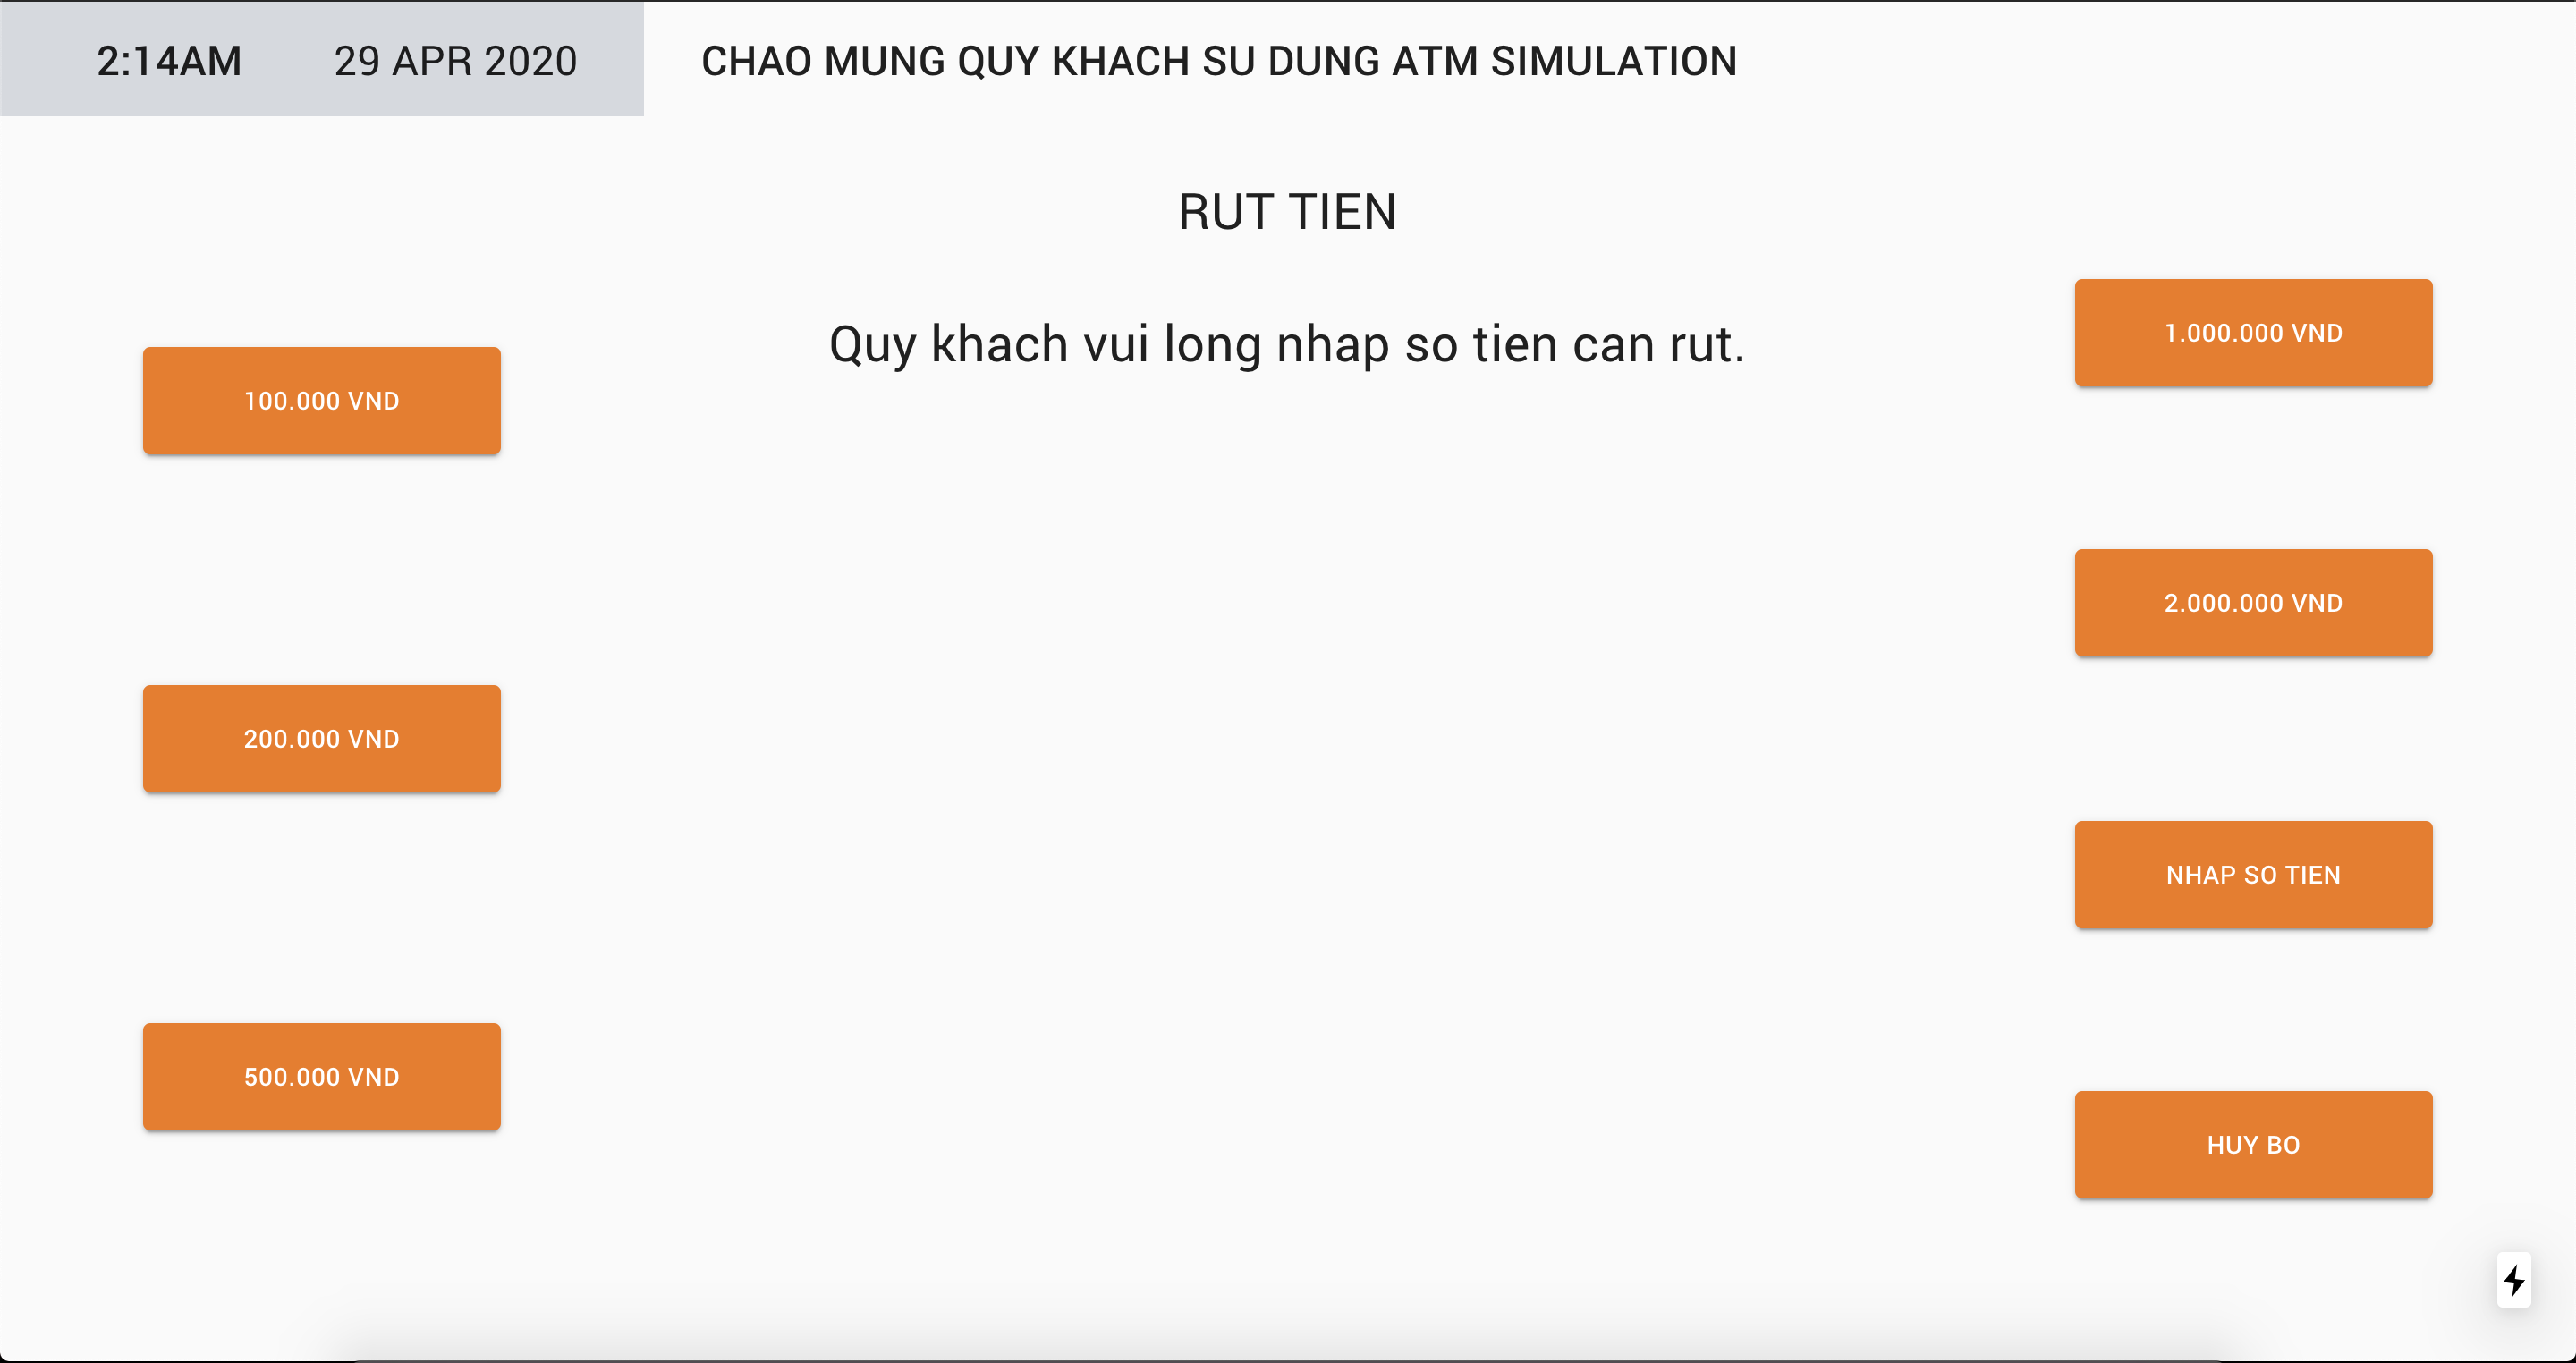 2:14AM 29 APR 2020 CHAO MUNG QUY KHACH SU DUNG ATM SIMULATION
RUT TIEN
Quy khach vui long nhap so tien can rut.
100.000 VND
200.000 VND
500.000 VND
1.000.000 VND
2.000.000 VND
NHAP SO TIEN
HUY BO